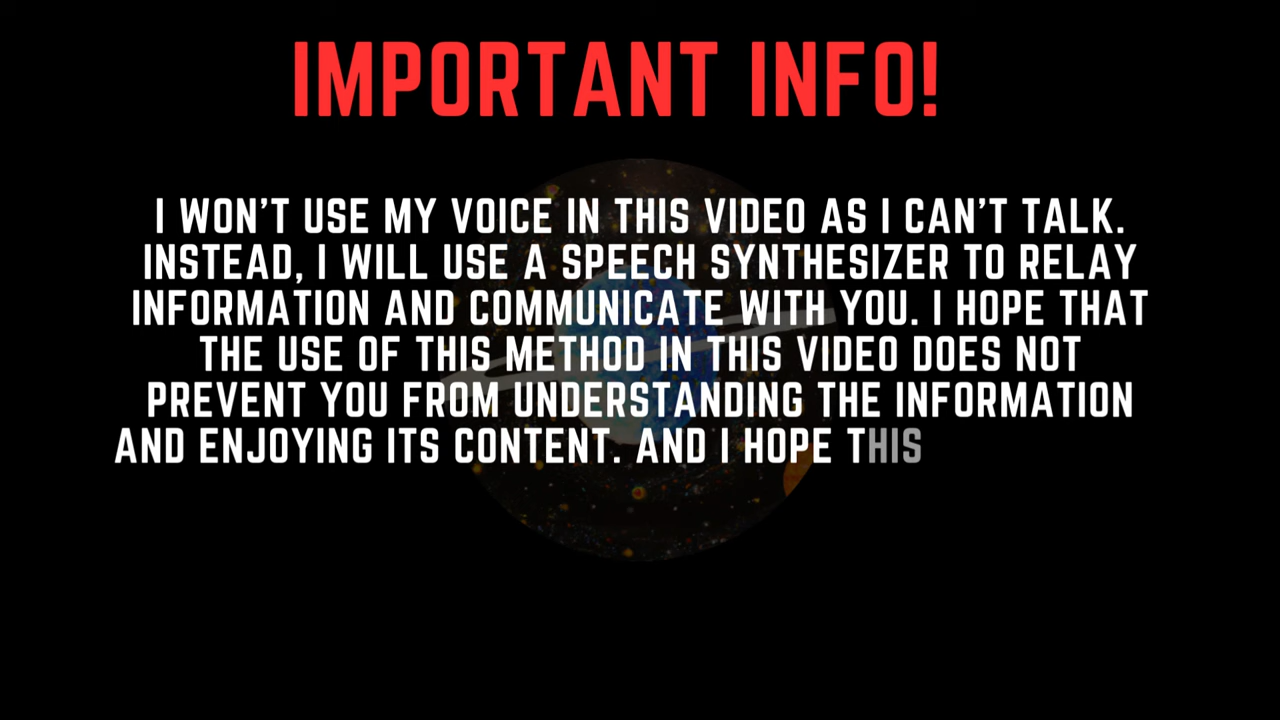 IMPORTANT INFO!
I WON'T USE MY VOICE IN THIS VIDEO AS I CAN'T TALK.
INSTEAD, I WILL USE A SPEECH SYNTHESIZER TO RELAY
INFORMATION AND COMMUNICATE WITH YOU. I HOPE THAT
THE USE OF THIS METHOD IN THIS VIDEO DOES NOT
PREVENT YOU FROM UNDERSTANDING THE INFORMATION
AND ENJOYING ITS CONTENT. AND I HOPE THIS